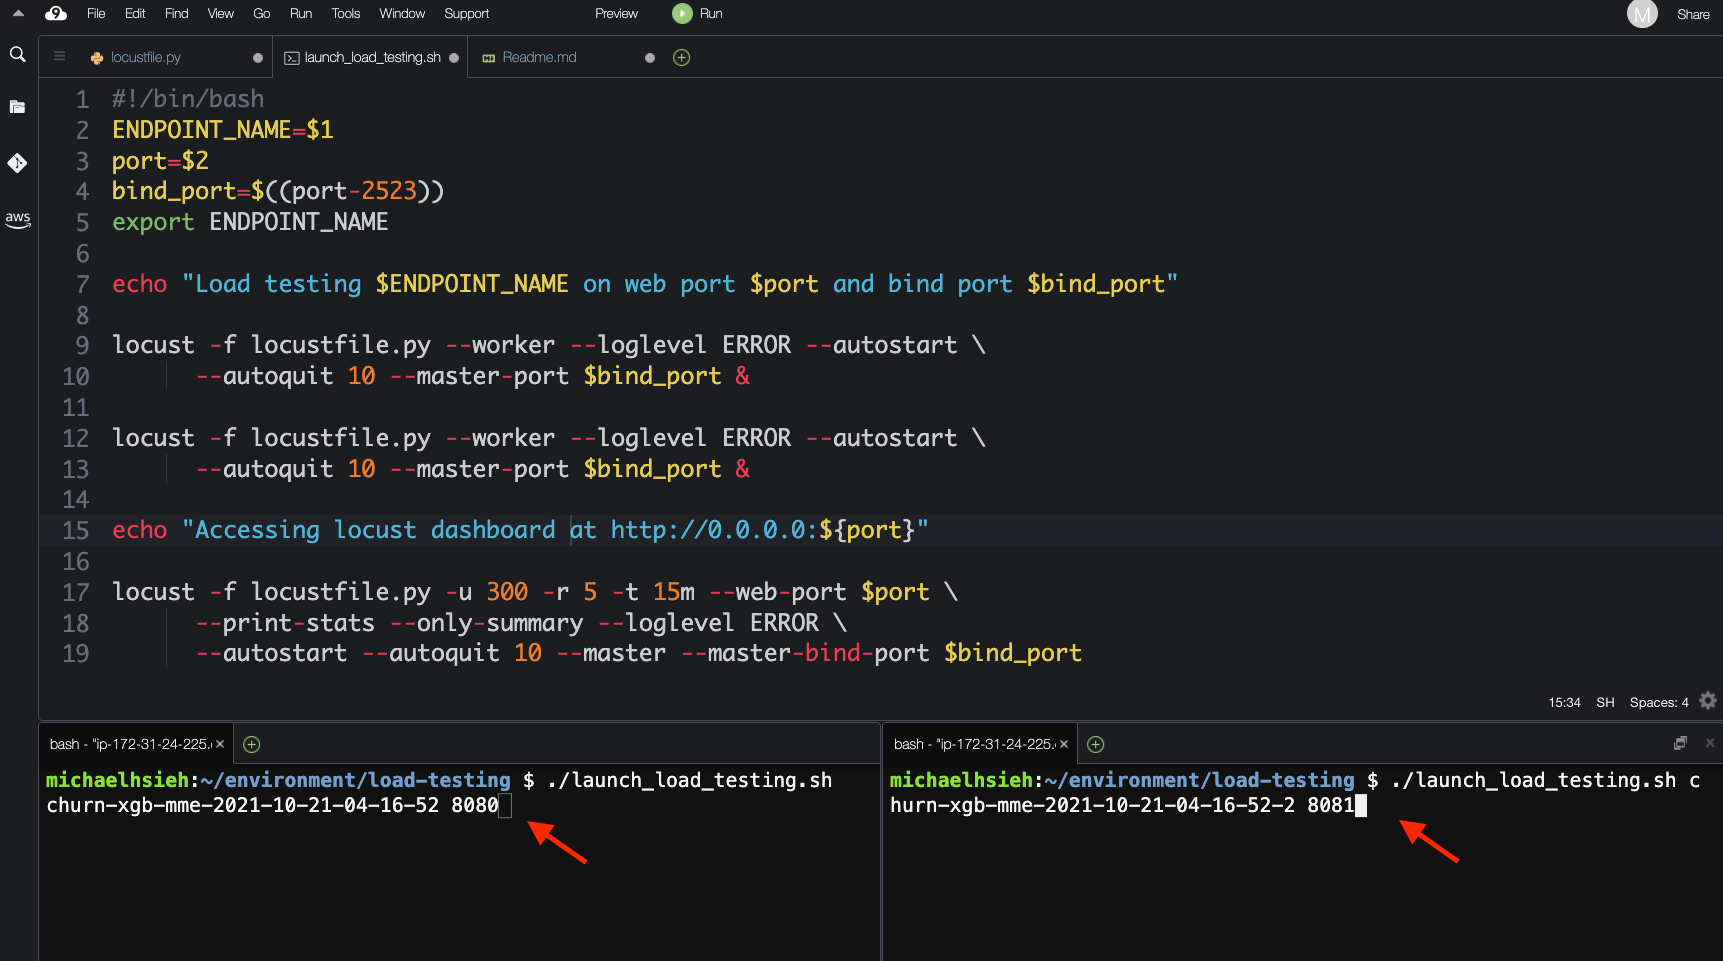 9 File Edit Find View Go Run Tools Window Support Preview Run M Share
locustfile.py launch_load_testing.sh Readme.md
aws
1 #!/bin/bash
2 ENDPOINT_NAME=$1
3 port=$2
4 bind_port=$((port-2523))
5 export ENDPOINT_NAME
6
7 echo "Load testing $ENDPOINT_NAME on web port $port and bind port $bind_port"
8
9 locust -f locustfile.py --worker --loglevel ERROR --autostart \
10 --autoquit 10 --master-port $bind_port &
11
12 locust -f locustfile.py --worker --loglevel ERROR --autostart \
13 --autoquit 10 --master-port $bind_port &
14
15 echo "Accessing locust dashboard at http://0.0.0.0:${port}"
16
17 locust -f locustfile.py -u 300 -r 5 -t 15m --web-port $port \
18 --print-stats --only-summary --loglevel ERROR \
19 --autostart --autoquit 10 --master --master-bind-port $bind_port
15:34 SH Spaces: 4
bash - "ip-172-31-24-225.
michaelhsieh:~/environment/load-testing $ ./launch_load_testing.sh
churn-xgb-mme-2021-10-21-04-16-52 8080
bash - "ip-172-31-24-225.
michaelhsieh:~/environment/load-testing $ ./launch_load_testing.sh c
hurn-xgb-mme-2021-10-21-04-16-52-2 8081